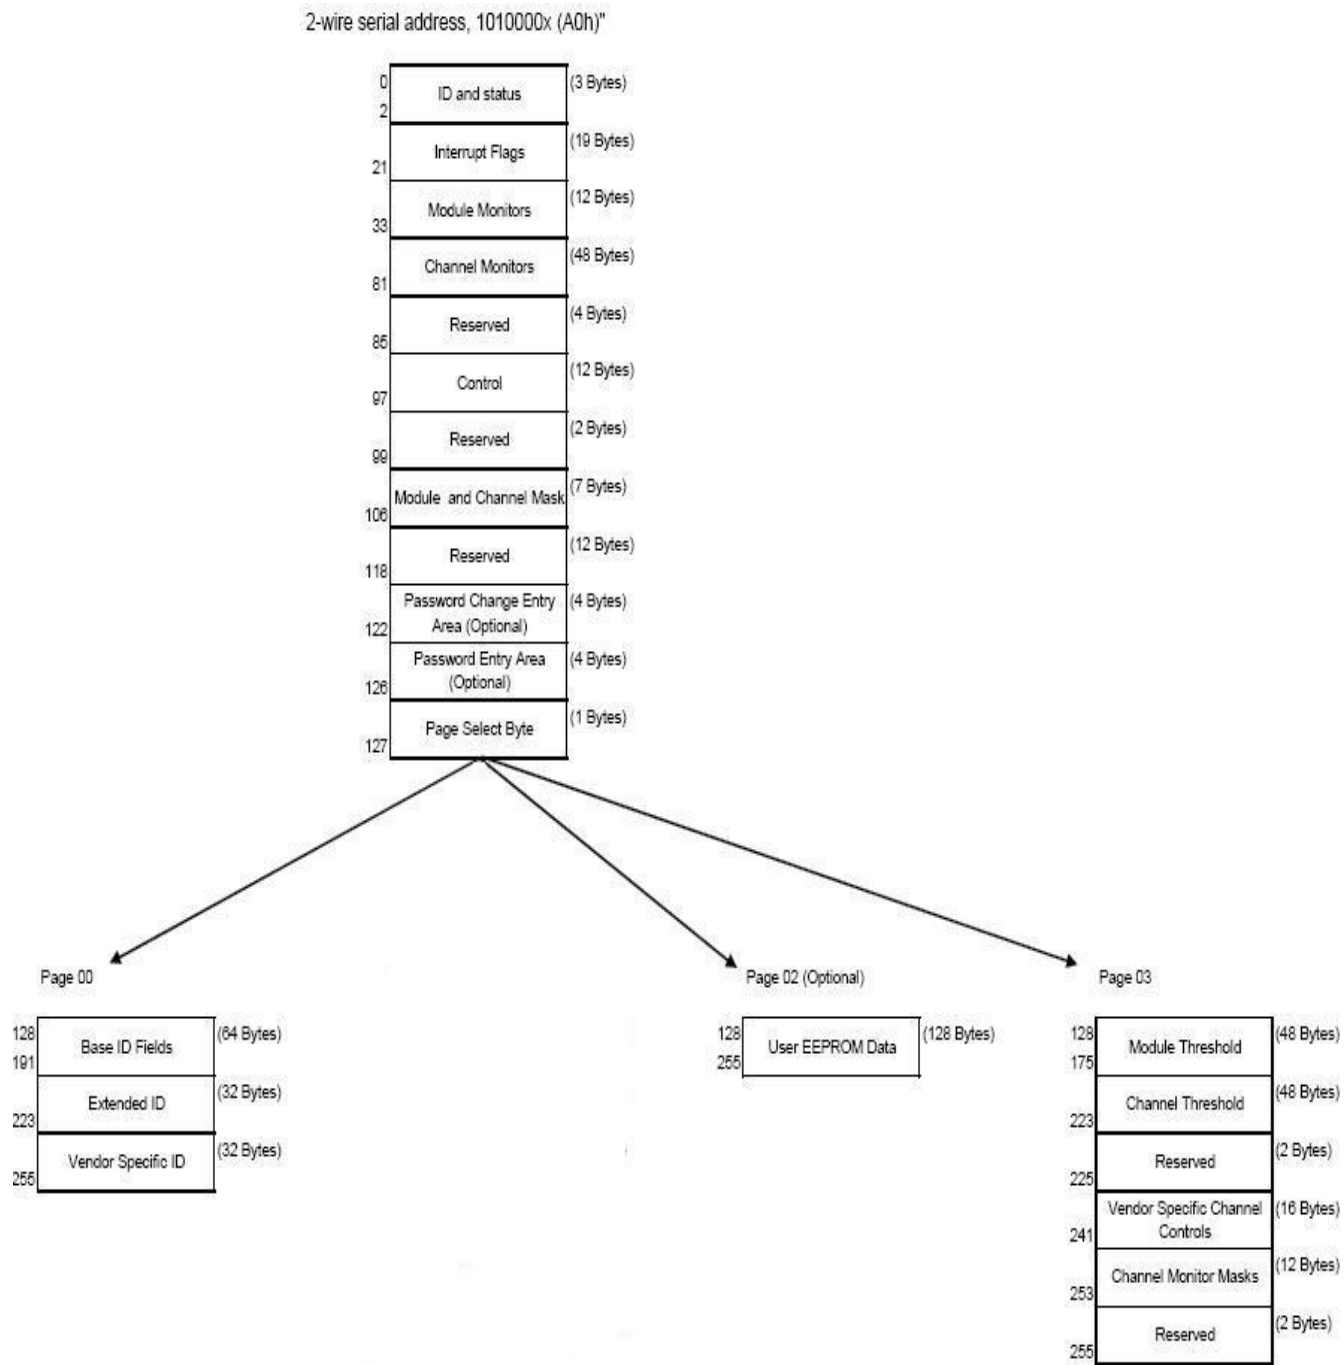 2-wire serial address, 1010000x (A0h)"
0
ID and status
(3 Bytes)
2
Interrupt Flags
(19 Bytes)
21
Module Monitors
(12 Bytes)
33
Channel Monitors
(48 Bytes)
81
Reserved
(4 Bytes)
85
Control
(12 Bytes)
97
Reserved
(2 Bytes)
99
Module and Channel Mask
(7 Bytes)
106
Reserved
(12 Bytes)
118
Password Change Entry
Area (Optional)
(4 Bytes)
122
Password Entry Area
(Optional)
(4 Bytes)
126
Page Select Byte
(1 Bytes)
127
Page 00
128
Base ID Fields
(64 Bytes)
191
Extended ID
(32 Bytes)
223
Vendor Specific ID
(32 Bytes)
255
Page 02 (Optional)
128
User EEPROM Data
(128 Bytes)
255
Page 03
128
Module Threshold
(48 Bytes)
175
Channel Threshold
(48 Bytes)
223
Reserved
(2 Bytes)
225
Vendor Specific Channel
Controls
(16 Bytes)
241
Channel Monitor Masks
(12 Bytes)
253
Reserved
(2 Bytes)
255